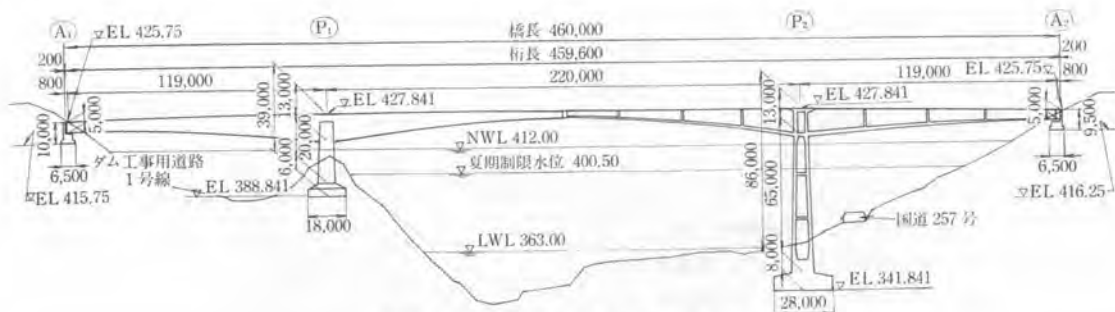 A₁
P₁
P₂
A₂
橋長 460,000
桁長 459,600
EL 425.75
200
800
119,000
220,000
119,000
200
800
EL 425.75
39,000
13,000
EL 427.841
86,000
13,000
EL 427.841
5,000
10,000
6,500
EL 415.75
ダム工事用道路
1号線
6,000
20,000
EL 388.841
18,000
NWL 412.00
夏期制限水位 400.50
LWL 363.00
65,000
8,000
28,000
EL 341.841
国道 257 号
5,000
9,500
6,500
EL 416.25